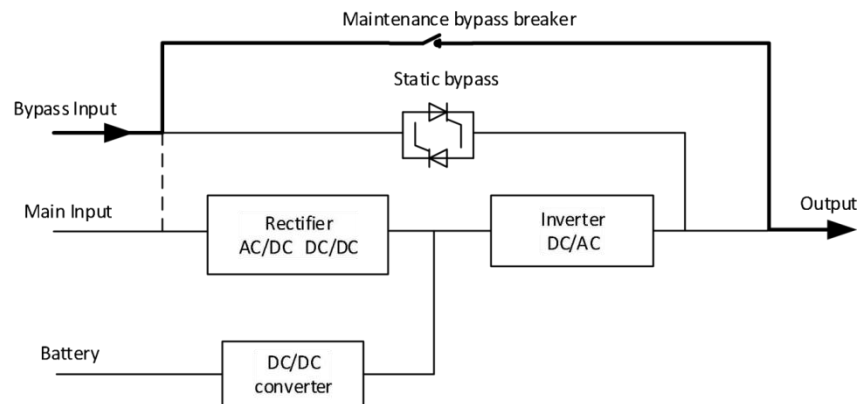 Maintenance bypass breaker
Static bypass
Bypass Input
Main Input
Rectifier
AC/DC DC/DC
Inverter
DC/AC
Output
Battery
DC/DC
converter